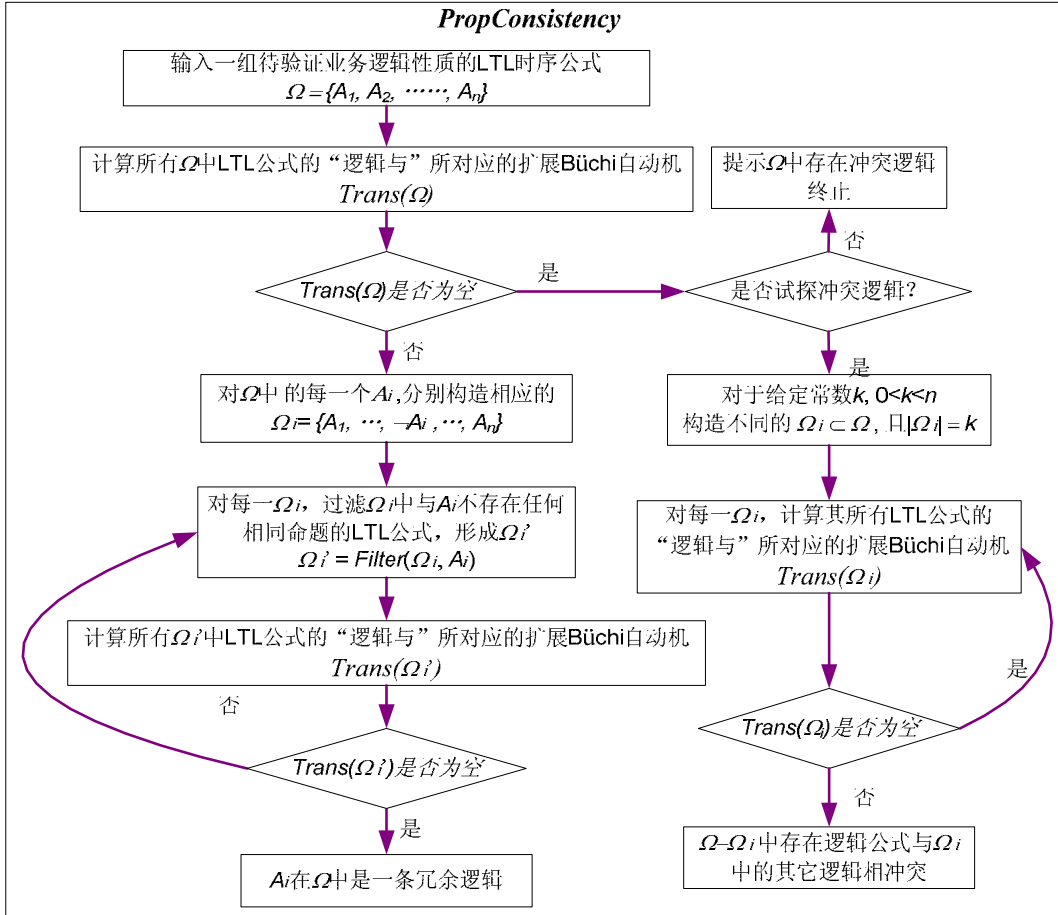 PropConsistency
输入一组待验证业务逻辑性质的LTL时序公式
Ω={A1, A2, ……, An}
计算所有Ω中LTL公式的“逻辑与”所对应的扩展Büchi自动机
Trans(Ω)
提示Ω中存在冲突逻辑
终止
否
Trans(Ω)是否为空
是
是否试探冲突逻辑?
否
是
对Ω中 的每一个Ai,分别构造相应的
Ωi={A1, …, ¬Ai ,…, An}
对于给定常数k, 0<k<n
构造不同的 Ωi⊂Ω, 且|Ωi|=k
对每一Ωi，过滤Ωi中与Ai不存在任何
相同命题的LTL公式，形成Ωi'
Ωi' = Filter(Ωi, Ai)
对每一Ωi，计算其所有LTL公式的
“逻辑与”所对应的扩展Büchi自动机
Trans(Ωi)
计算所有Ωi'中LTL公式的“逻辑与”所对应的扩展Büchi自动机
Trans(Ωi')
否
是
Trans(Ωi')是否为空
Trans(Ωi)是否为空
是
否
Ai在Ω中是一条冗余逻辑
Ω–Ωi中存在逻辑公式与Ωi
中的其它逻辑相冲突